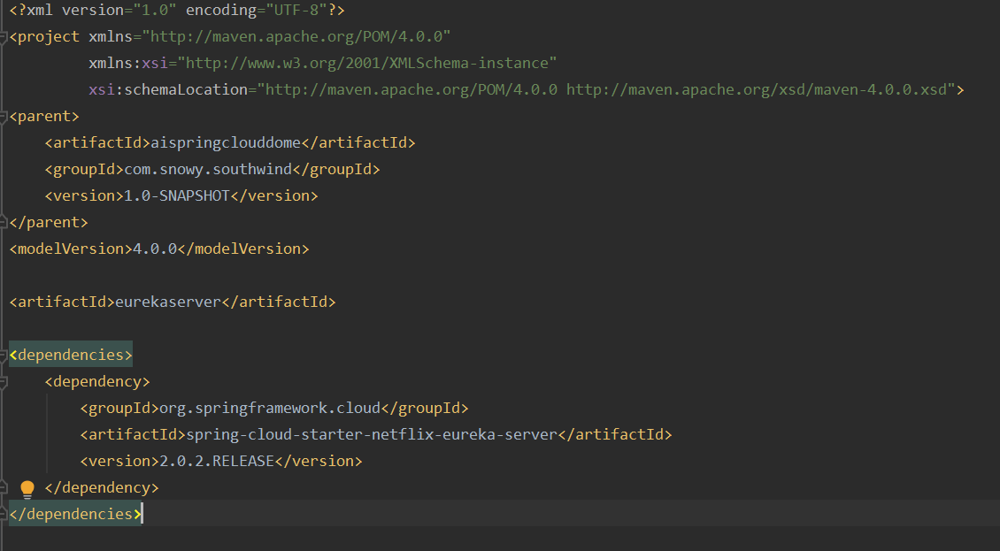 <?xml version="1.0" encoding="UTF-8"?>
<project xmlns="http://maven.apache.org/POM/4.0.0"
xmlns:xsi="http://www.w3.org/2001/XMLSchema-instance"
xsi:schemaLocation="http://maven.apache.org/POM/4.0.0 http://maven.apache.org/xsd/maven-4.0.0.xsd">
<parent>
<artifactId>aispringclouddome</artifactId>
<groupId>com.snowy.southwind</groupId>
<version>1.0-SNAPSHOT</version>
</parent>
<modelVersion>4.0.0</modelVersion>
<artifactId>eurekaserver</artifactId>
<dependencies>
<dependency>
<groupId>org.springframework.cloud</groupId>
<artifactId>spring-cloud-starter-netflix-eureka-server</artifactId>
<version>2.0.2.RELEASE</version>
</dependency>
</dependencies>